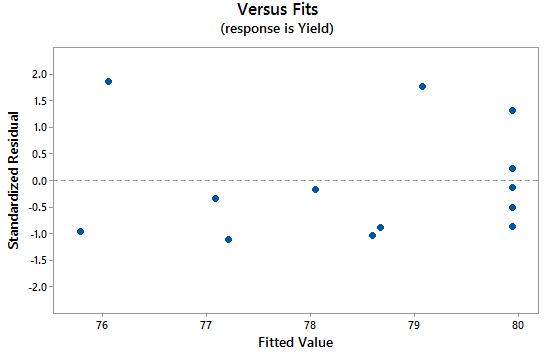 Versus Fits
(response is Yield)
Standardized Residual
2.0
1.5
1.0
0.5
0.0
-0.5
-1.0
-1.5
-2.0
76 77 78 79 80
Fitted Value